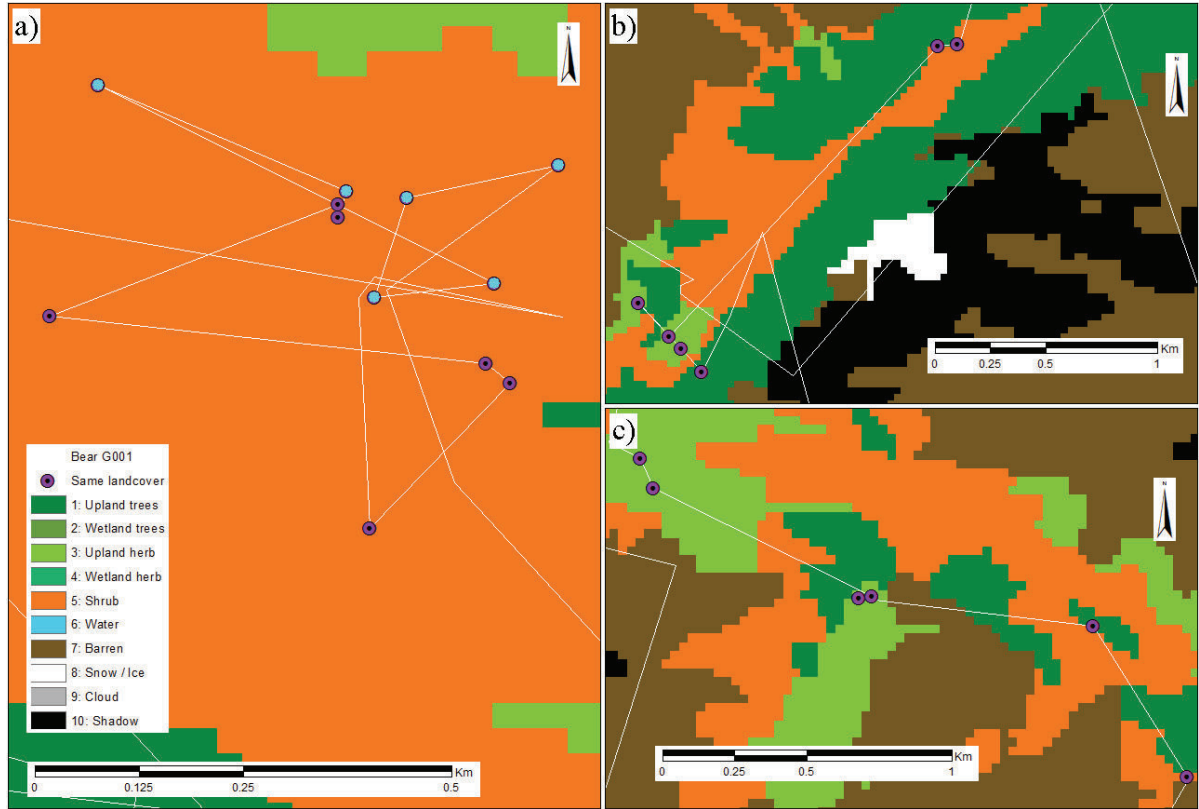 a)
N
Bear G001
Same landcover
1: Upland trees
2: Wetland trees
3: Upland herb
4: Wetland herb
5: Shrub
6: Water
7: Barren
8: Snow / Ice
9: Cloud
10: Shadow
Km
0 0.125 0.25 0.5
b)
N
Km
0 0.25 0.5 1
c)
N
Km
0 0.25 0.5 1